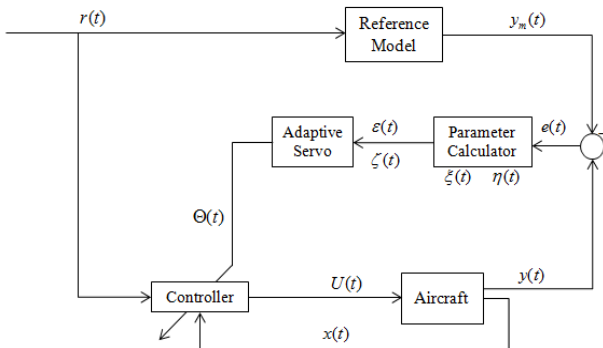 r(t)
Reference
Model
y_m(t)
Adaptive
Servo
ε(t)
ζ(t)
Parameter
Calculator
ξ(t) η(t)
e(t)
Θ(t)
Controller
U(t)
Aircraft
y(t)
x(t)